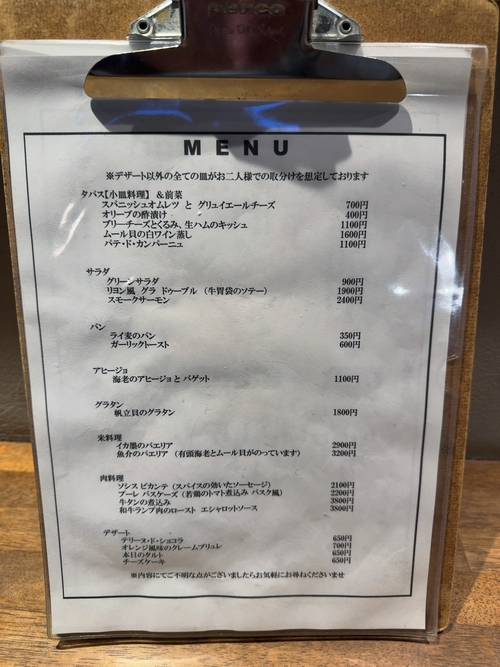 penco
MENU
※デザート以外の全ての皿がお二人様での取分けを想定しております
タパス【小皿料理】 &前菜
スパニッシュオムレツ と グリュイエールチーズ 700円
オリーブの酢漬け 400円
ブリーチーズとくるみ、生ハムのキッシュ 1100円
ムール貝の白ワイン蒸し 1600円
パテ・ド・カンパーニュ 1100円
サラダ
グリーンサラダ 900円
リヨン風 グラ ドゥーブル (牛胃袋のソテー) 1900円
スモークサーモン 2400円
パン
ライ麦のパン 350円
ガーリックトースト 600円
アヒージョ
海老のアヒージョ と バゲット 1100円
グラタン
帆立貝のグラタン 1800円
米料理
イカ墨のパエリア 2900円
魚介のパエリア (有頭海老とムール貝がのっています) 3200円
肉料理
ソシス ピカンテ (スパイスの効いたソーセージ) 2100円
プーレ バスケーズ (若鶏のトマト煮込み バスク風) 2200円
牛タンの煮込み 3800円
和牛ランプ肉のロースト エシャロットソース 3800円
デザート
テリーヌ・ド・ショコラ 650円
オレンジ風味のクレームブリュレ 700円
本日のタルト 650円
チーズケーキ 650円
※内容にてご不明な点がございましたらお気軽にお尋ねくださいませ